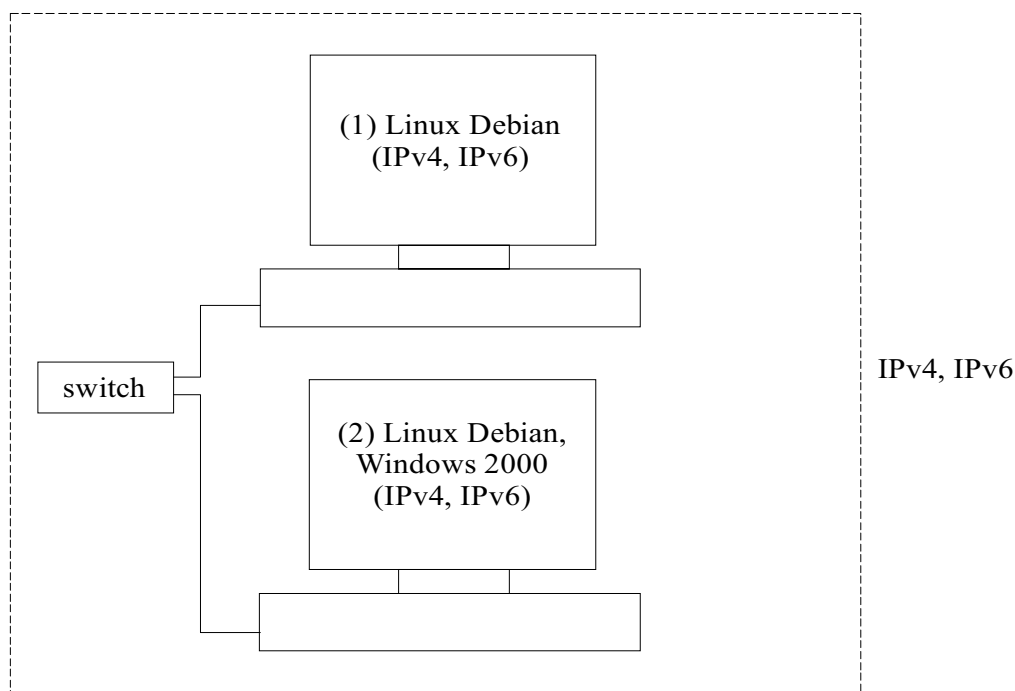 (1) Linux Debian
(IPv4, IPv6)
switch
IPv4, IPv6
(2) Linux Debian,
Windows 2000
(IPv4, IPv6)